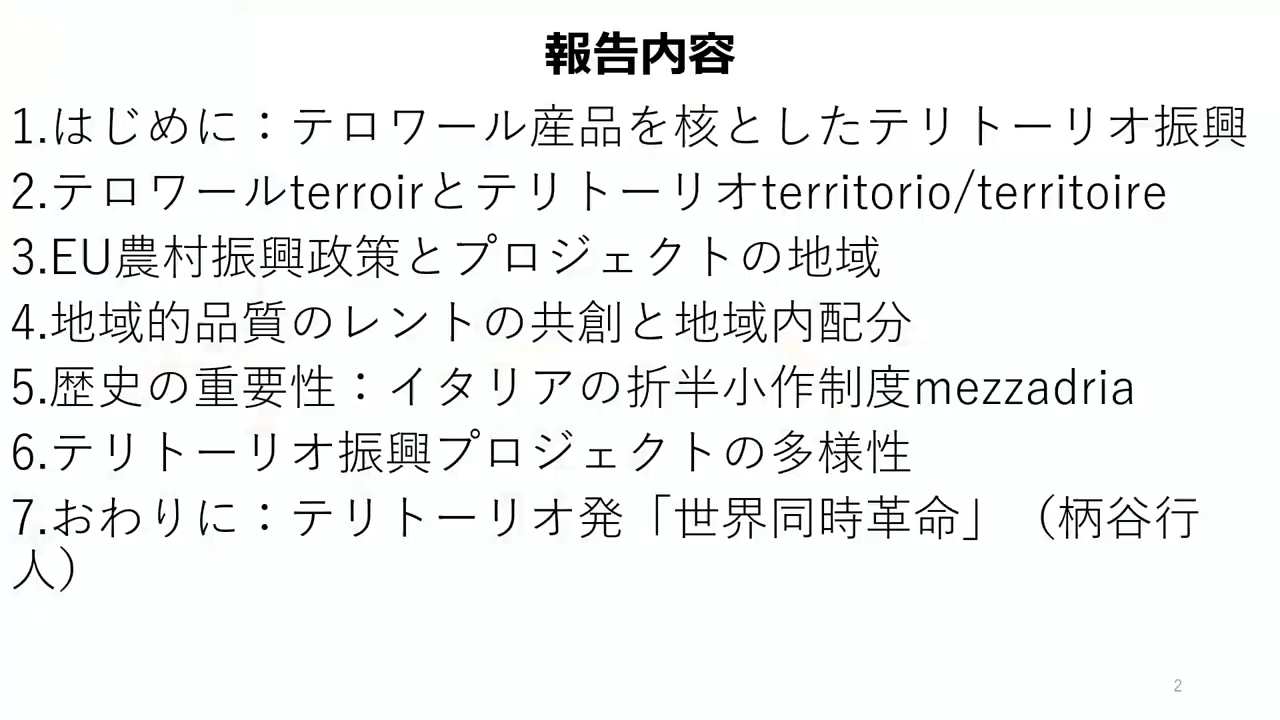 報告内容
1.はじめに：テロワール産品を核としたテリトーリオ振興
2.テロワールterroirとテリトーリオterritorio/territoire
3.EU農村振興政策とプロジェクトの地域
4.地域的品質のレントの共創と地域内配分
5.歴史の重要性：イタリアの折半小作制度mezzadria
6.テリトーリオ振興プロジェクトの多様性
7.おわりに：テリトーリオ発「世界同時革命」（柄谷行
人）
2